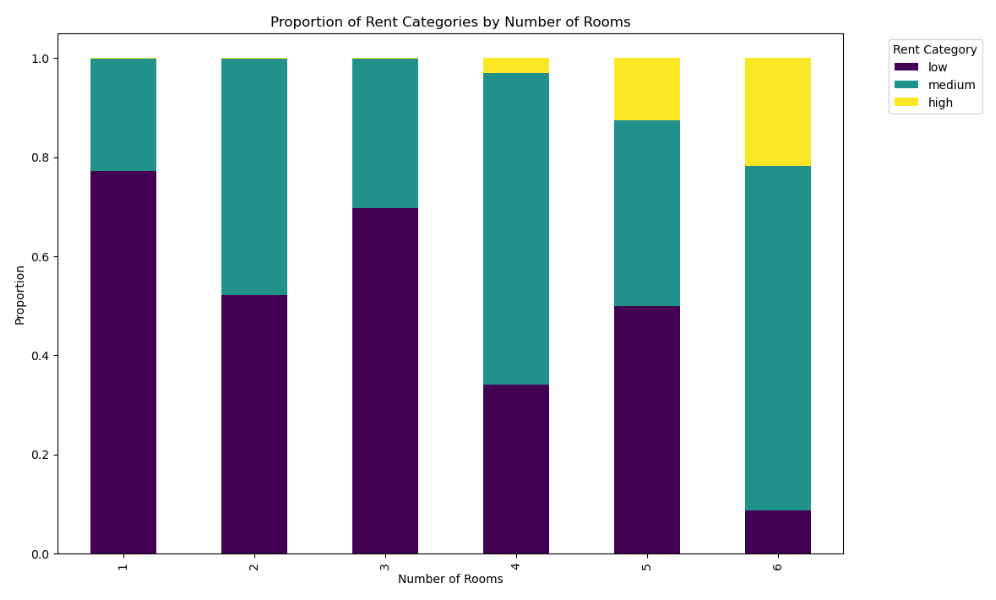 Proportion of Rent Categories by Number of Rooms
Rent Category
low
medium
high
Proportion
1.0
0.8
0.6
0.4
0.2
0.0
1
2
3
4
5
6
Number of Rooms